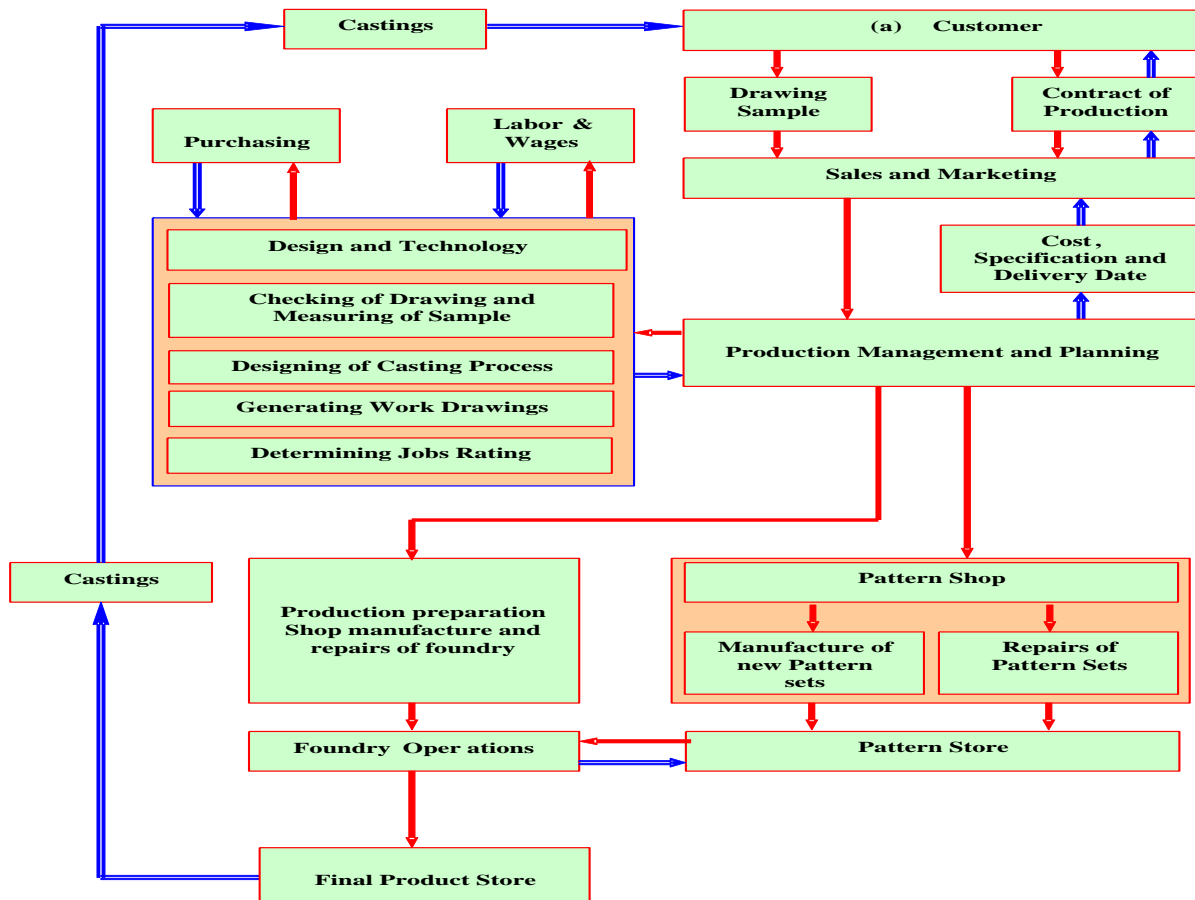 Castings
(a) Customer
Drawing
Sample
Contract of
Production
Purchasing
Labor &
Wages
Sales and Marketing
Design and Technology
Cost ,
Specification and
Delivery Date
Checking of Drawing and
Measuring of Sample
Production Management and Planning
Designing of Casting Process
Generating Work Drawings
Determining Jobs Rating
Castings
Production preparation
Shop manufacture and
repairs of foundry
Pattern Shop
Manufacture of
new Pattern
sets
Repairs of
Pattern Sets
Foundry Oper ations
Pattern Store
Final Product Store